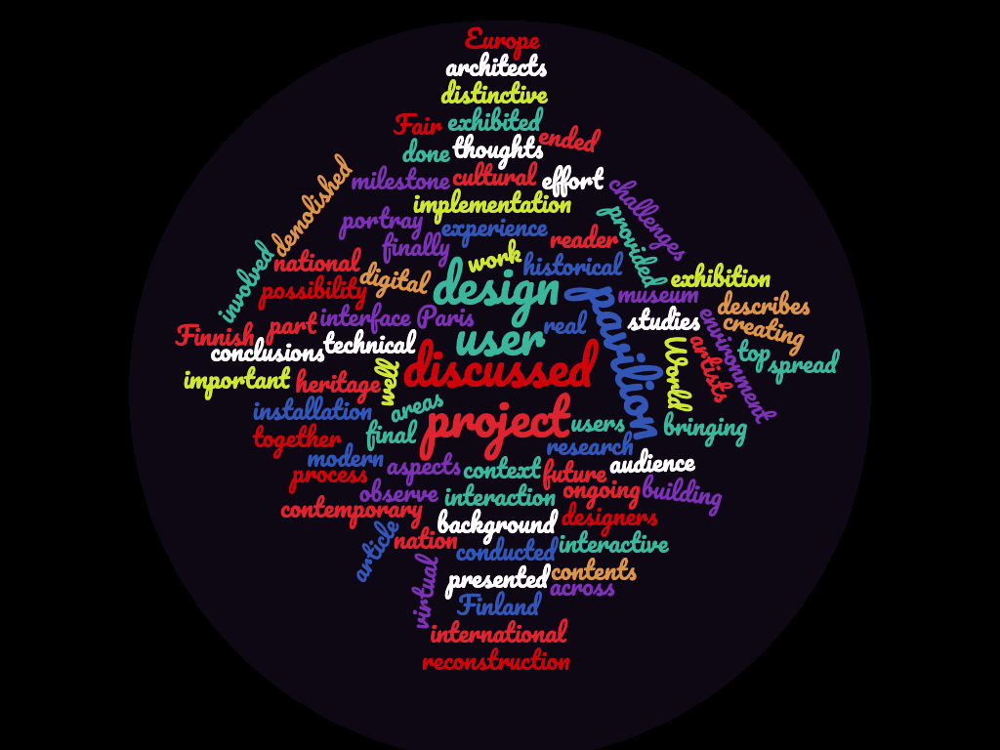 Europe
architects
distinctive
Fair exhibited
ended
done thoughts
demolished
milestone cultural effort
challenges
implementation
provided
portray experience
finally reader
involved
national
digital
work historical
possibility
design
museum exhibition
describes
interface Paris
real
pavilion
studies
environment
creating
Finnish part
conclusions technical
user
World
artists
top spread
important heritage
well
discussed
installation
areas
project
users
bringing
together final
research
modern
process aspects context future audience
observe interaction ongoing building
contemporary background designers
article
nation conducted interactive
virtual
presented contents
across
Finland
international
reconstruction